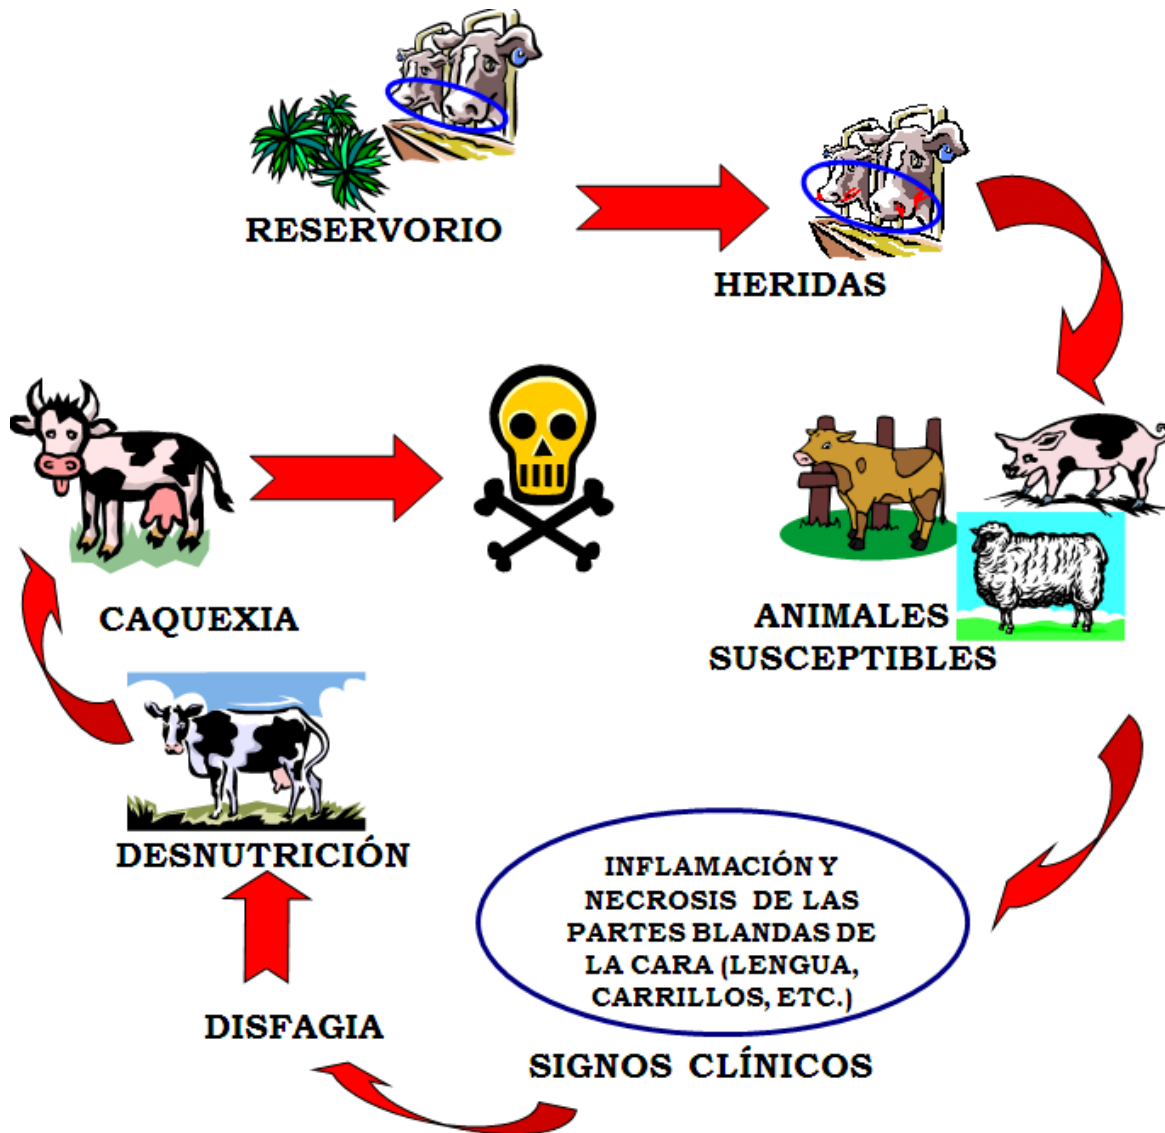 RESERVORIO
HERIDAS
ANIMALES
SUSCEPTIBLES
INFLAMACIÓN Y
NECROSIS DE LAS
PARTES BLANDAS DE
LA CARA (LENGUA,
CARRILLOS, ETC.)
SIGNOS CLÍNICOS
DISFAGIA
DESNUTRICIÓN
CAQUEXIA